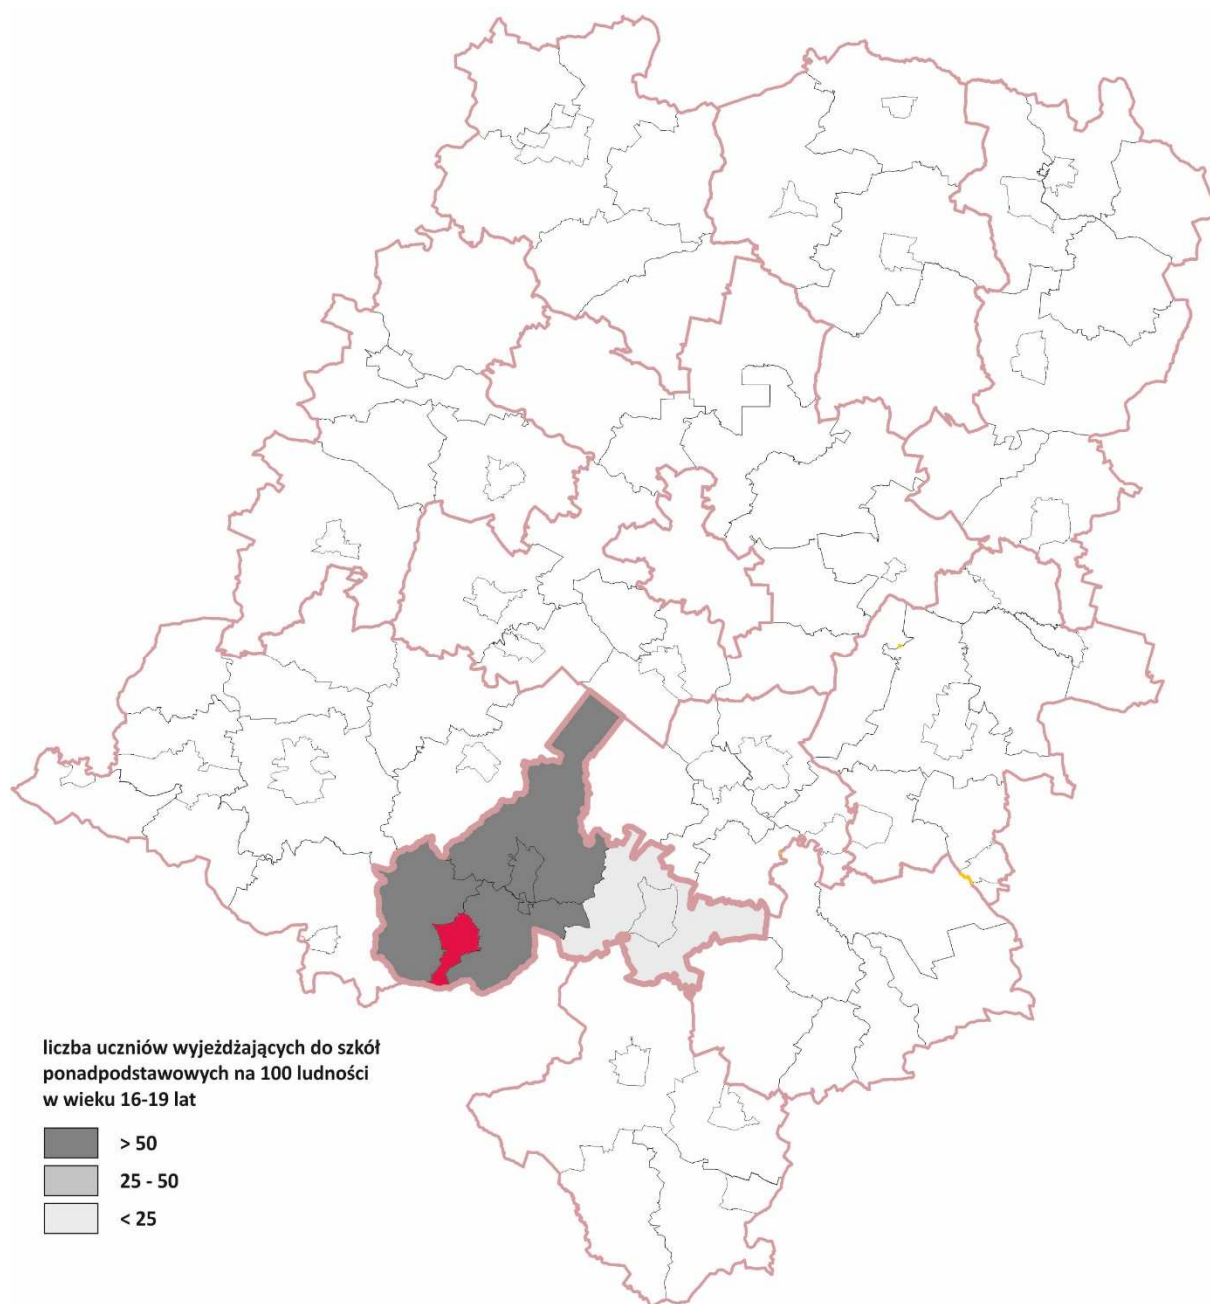 liczba uczniów wyjeżdżających do szkół
ponadpodstawowych na 100 ludności
w wieku 16-19 lat
> 50
25 - 50
< 25